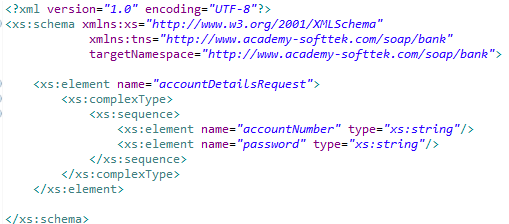 <?xml version="1.0" encoding="UTF-8"?>
<xs:schema xmlns:xs="http://www.w3.org/2001/XMLSchema"
xmlns:tns="http://www.academy-softtek.com/soap/bank"
targetNamespace="http://www.academy-softtek.com/soap/bank">
<xs:element name="accountDetailsRequest">
<xs:complexType>
<xs:sequence>
<xs:element name="accountNumber" type="xs:string"/>
<xs:element name="password" type="xs:string"/>
</xs:sequence>
</xs:complexType>
</xs:element>
</xs:schema>